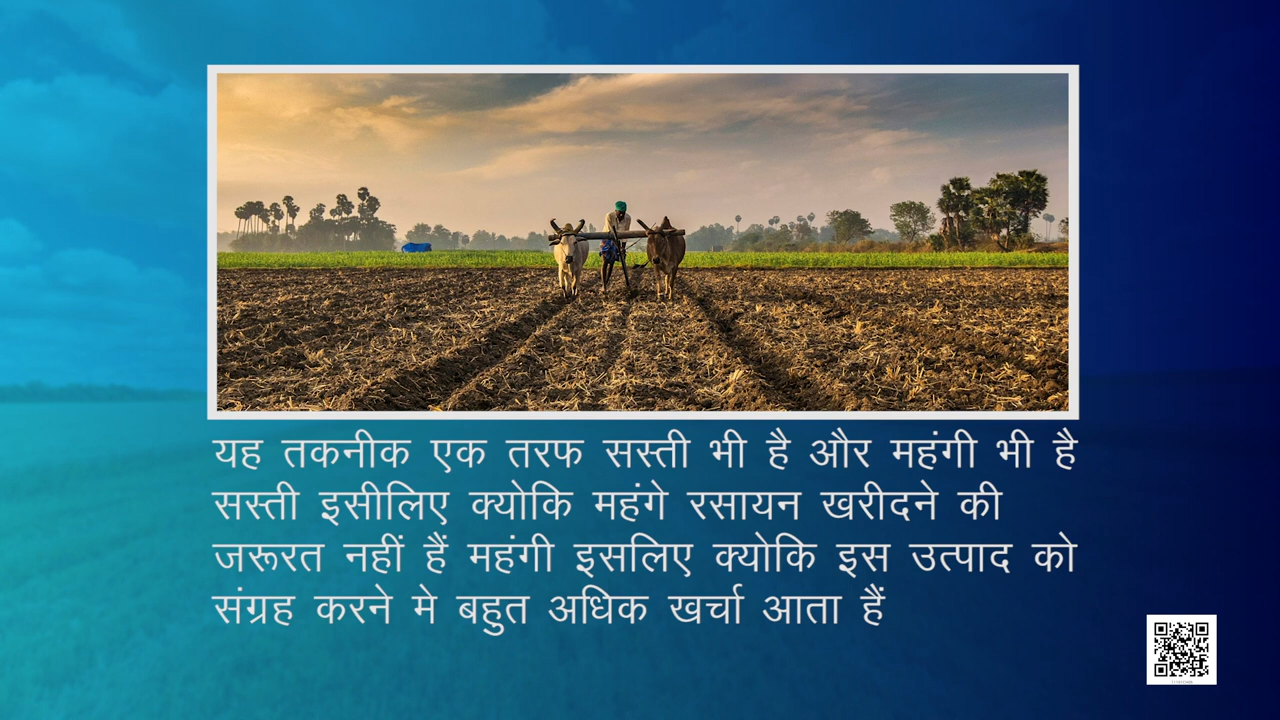 यह तकनीक एक तरफ सस्ती भी है और महंगी भी है
सस्ती इसीलिए क्योकि महंगे रसायन खरीदने की
जरूरत नहीं हैं महंगी इसलिए क्योकि इस उत्पाद को
संग्रह करने मे बहुत अधिक खर्चा आता हैं